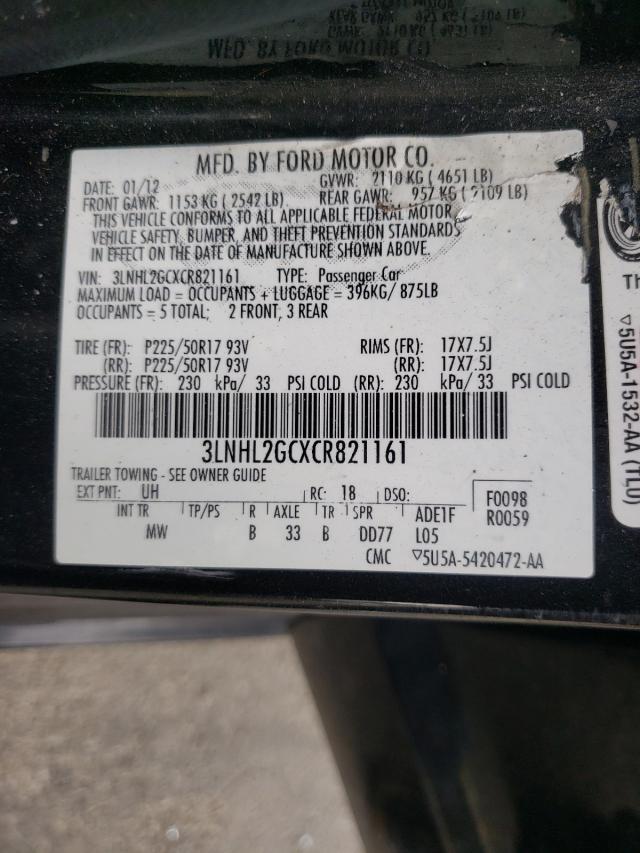 MFD. BY FORD MOTOR CO.
DATE: 01/12 GVWR: 2110 KG ( 4651 LB)
FRONT GAWR: 1153 KG ( 2542 LB) REAR GAWR: 957 KG ( 2109 LB)
THIS VEHICLE CONFORMS TO ALL APPLICABLE FEDERAL MOTOR
VEHICLE SAFETY, BUMPER, AND THEFT PREVENTION STANDARDS
IN EFFECT ON THE DATE OF MANUFACTURE SHOWN ABOVE.
VIN: 3LNHL2GCXCR821161 TYPE: Passenger Car
MAXIMUM LOAD = OCCUPANTS + LUGGAGE = 396KG/ 875LB
OCCUPANTS = 5 TOTAL; 2 FRONT, 3 REAR
TIRE (FR): P225/50R17 93V RIMS (FR): 17X7.5J
(RR): P225/50R17 93V (RR): 17X7.5J
PRESSURE (FR): 230 kPa/ 33 PSI COLD (RR): 230 kPa/ 33 PSI COLD
3LNHL2GCXCR821161
TRAILER TOWING - SEE OWNER GUIDE
EXT PNT: UH RC: 18 DSO: F0098
INT TR TP/PS R AXLE TR SPR ADE1F R0059
MW B 33 B DD77 L05
CMC ▽5U5A-5420472-AA
Th
▽5U5A-1532-AA (TLU)